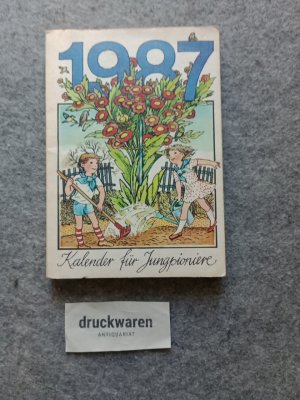 1987
Kalender für Jungpioniere
druckwaren
ANTIQUARIAT